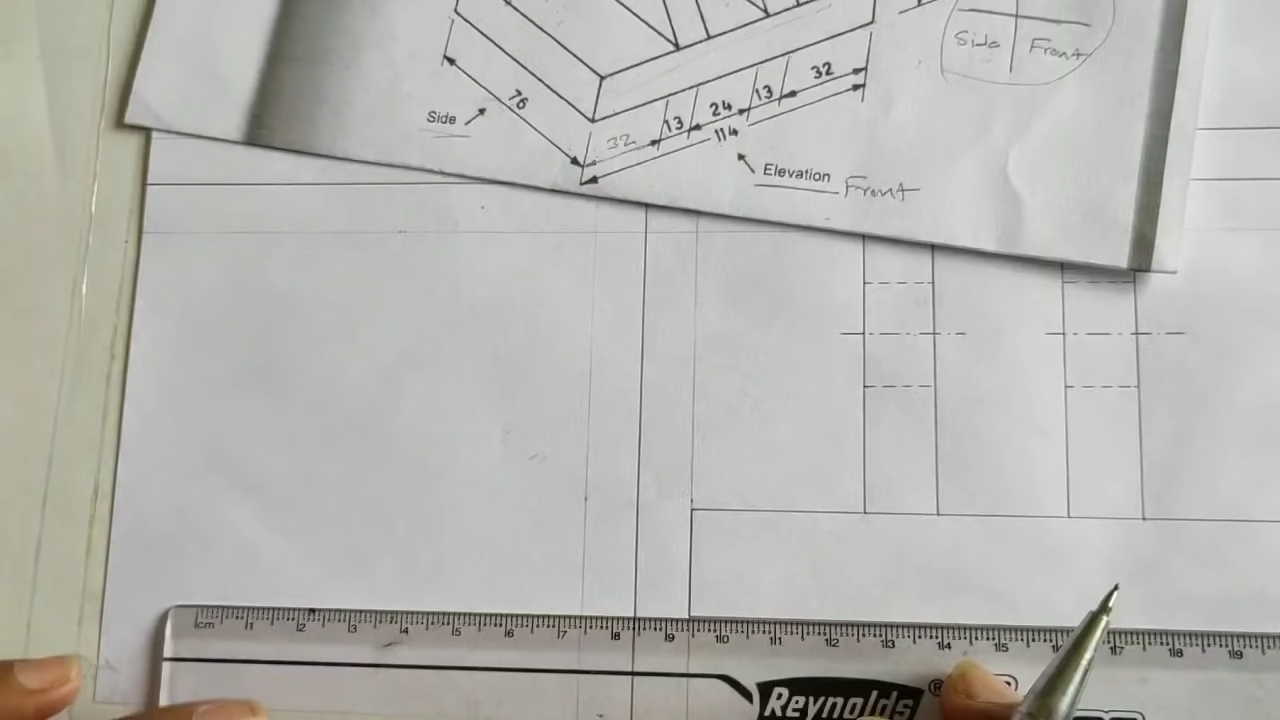 Side
Front
76
Side
32
13
24
13
32
114
Elevation Front
cm 1 2 3 4 5 6 7 8 9 10 11 12 13 14 15 16 17 18 19
Reynolds ®